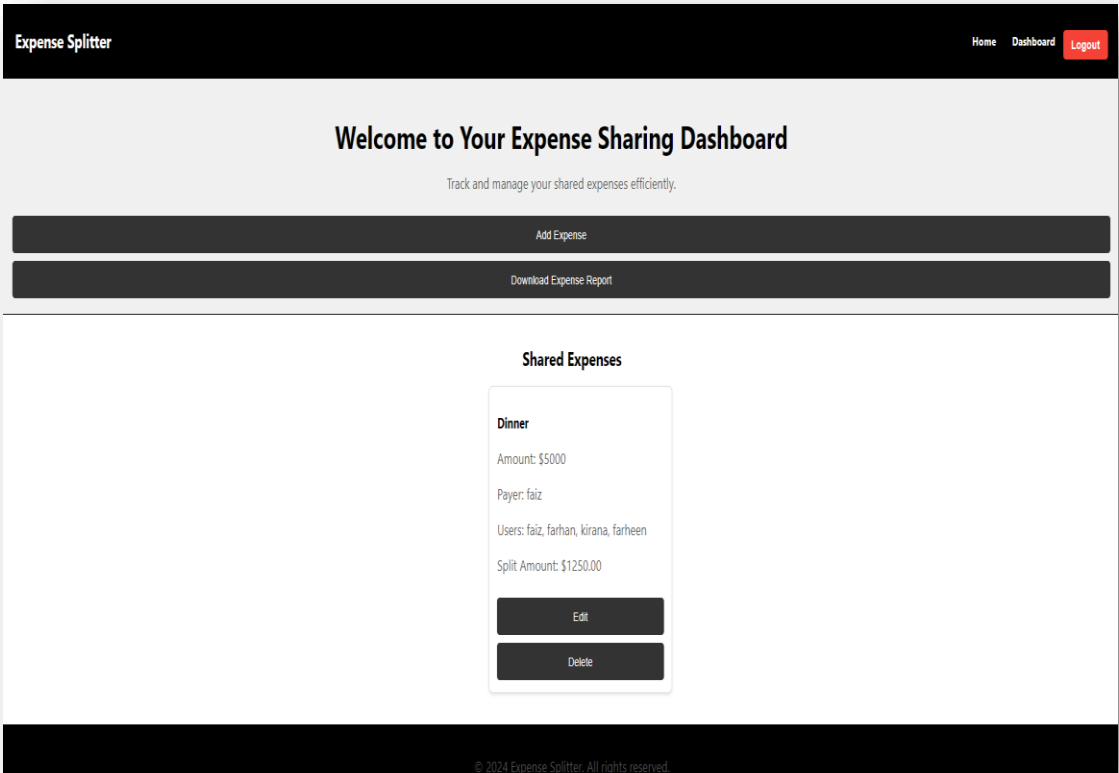 Expense Splitter
Home Dashboard Logout
Welcome to Your Expense Sharing Dashboard
Track and manage your shared expenses efficiently.
Add Expense
Download Expense Report
Shared Expenses
Dinner
Amount: $5000
Payer: faiz
Users: faiz, farhan, kirana, farheen
Split Amount: $1250.00
Edit
Delete
© 2024 Expense Splitter. All rights reserved.